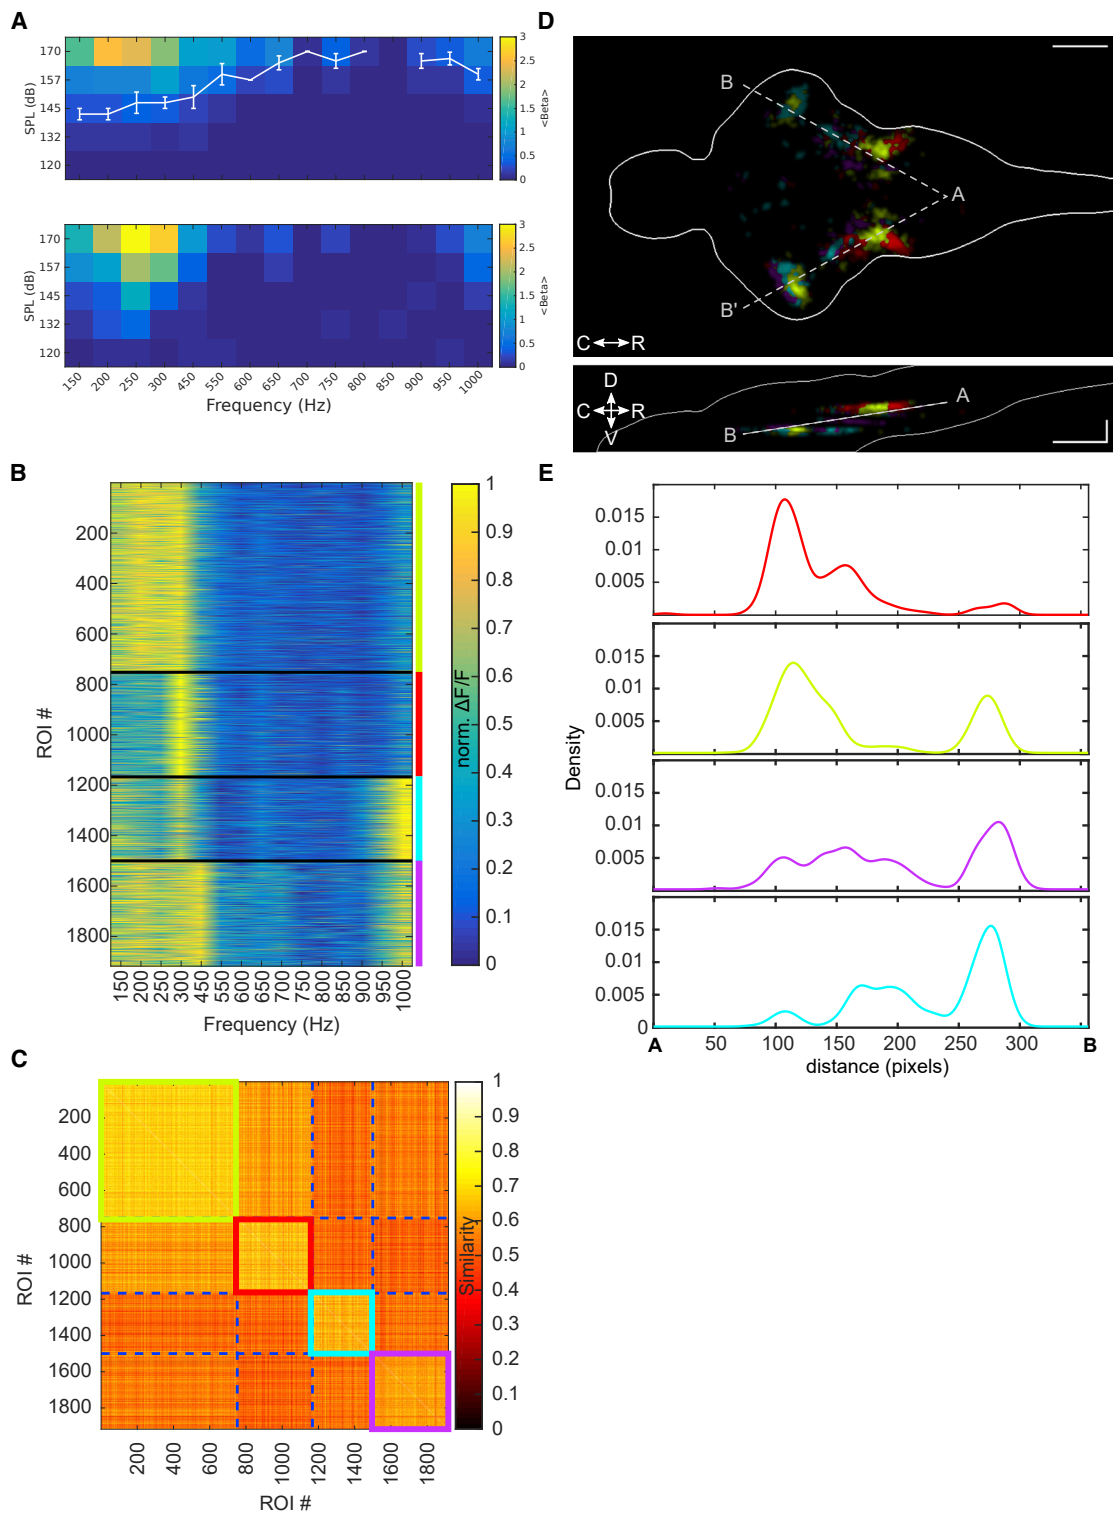 A
SPL (dB)
170
157
145
132
120
3
2.5
2
1.5
1
0.5
0
<Beta>
SPL (dB)
170
157
145
132
120
3
2.5
2
1.5
1
0.5
0
<Beta>
150 200 250 300 450 550 600 650 700 750 800 850 900 950 1000
Frequency (Hz)
B
ROI #
200
400
600
800
1000
1200
1400
1600
1800
150 250 300 450 550 650 750 800 900 950 1000
Frequency (Hz)
1
0.9
0.8
0.7
0.6
0.5
0.4
0.3
0.2
0.1
0
norm. ΔF/F
C
ROI #
200
400
600
800
1000
1200
1400
1600
1800
200 400 600 800 1000 1200 1400 1600 1800
ROI #
1
0.9
0.8
0.7
0.6
0.5
0.4
0.3
0.2
0.1
0
Similarity
D
B
A
B'
C R
D
C R
V
A
B
E
0.015
0.01
0.005
0.015
0.01
0.005
0.015
0.01
0.005
0.015
0.01
0.005
0
Density
A 50 100 150 200 250 300 B
distance (pixels)